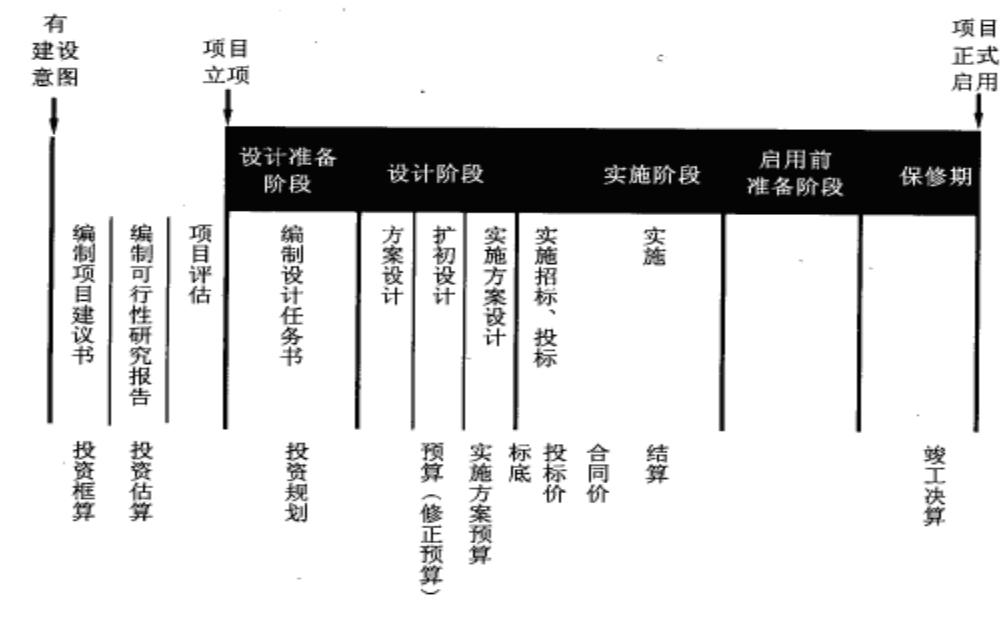 有
建设
意图
项目
立项
项目
正式
启用
设计准备
阶段
设计阶段
实施阶段
启用前
准备阶段
保修期
编制项目建议书
编制可行性研究报告
项目评估
编制设计任务书
方案设计
扩初设计
实施方案设计
实施招标、投标
实施
投资框算
投资估算
投资规划
预算（修正预算）
实施方案预算
标底
投标价
合同价
结算
竣工决算